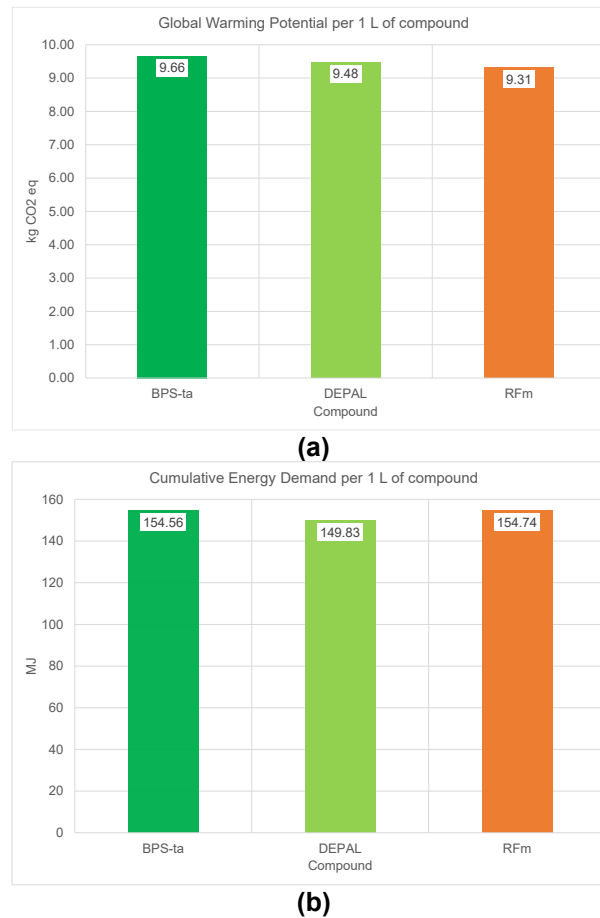 Global Warming Potential per 1 L of compound
10.00
9.00
8.00
7.00
6.00
5.00
4.00
3.00
2.00
1.00
0.00
kg CO2 eq
9.66
9.48
9.31
BPS-ta
DEPAL
RFm
Compound
(a)
Cumulative Energy Demand per 1 L of compound
160
140
120
100
80
60
40
20
0
MJ
154.56
149.83
154.74
BPS-ta
DEPAL
RFm
Compound
(b)